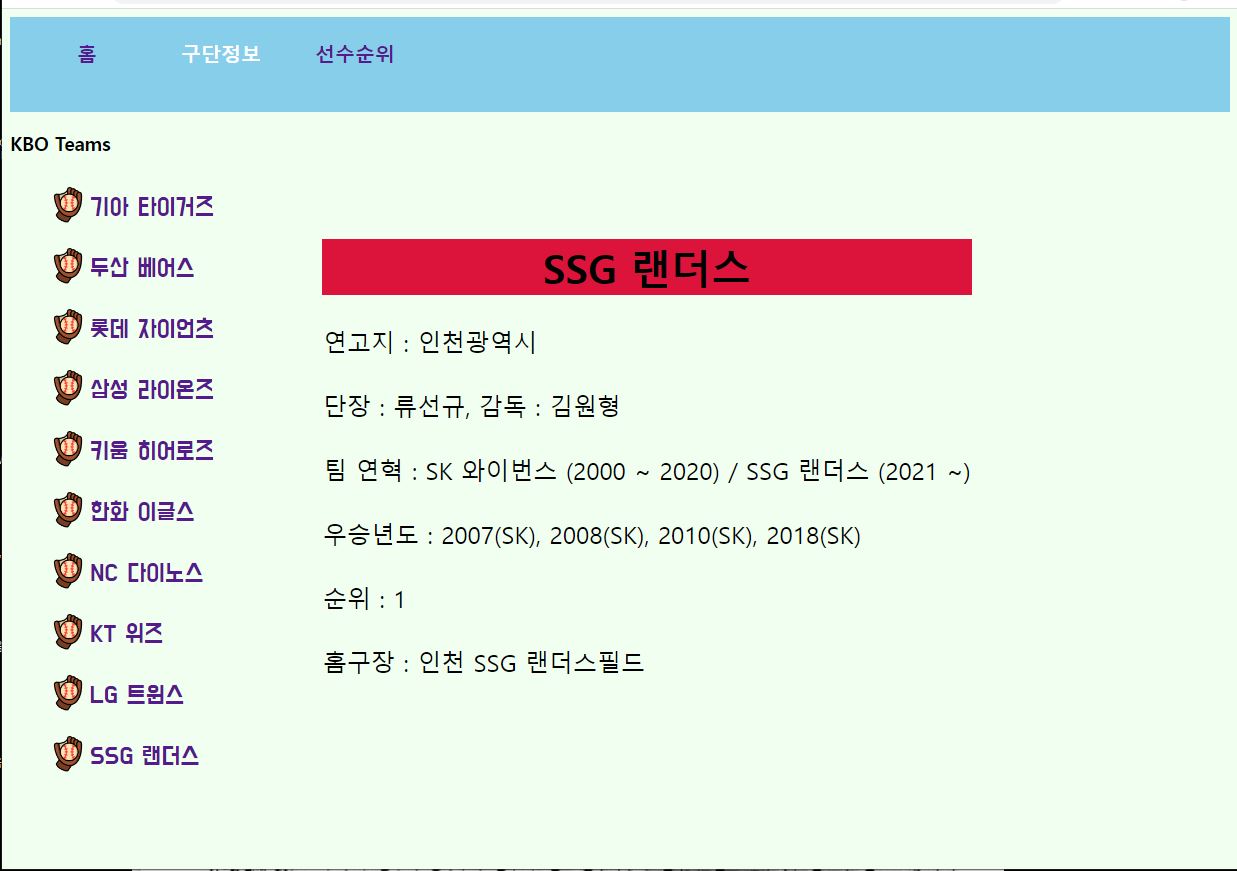 홈 구단정보 선수순위
KBO Teams
기아 타이거즈
두산 베어스
롯데 자이언츠
삼성 라이온즈
키움 히어로즈
한화 이글스
NC 다이노스
KT 위즈
LG 트윈스
SSG 랜더스
SSG 랜더스
연고지 : 인천광역시
단장 : 류선규, 감독 : 김원형
팀 연혁 : SK 와이번스 (2000 ~ 2020) / SSG 랜더스 (2021 ~)
우승년도 : 2007(SK), 2008(SK), 2010(SK), 2018(SK)
순위 : 1
홈구장 : 인천 SSG 랜더스필드